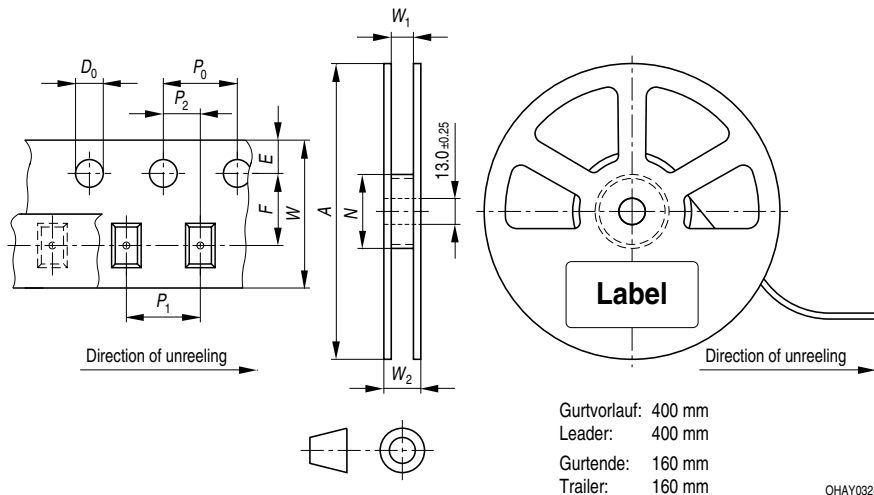 W₁
D₀
P₀
P₂
E
F
W
A
N
13.0 ±0.25
Label
P₁
Direction of unreeling
W₂
Direction of unreeling
Gurtvorlauf: 400 mm
Leader: 400 mm
Gurtende: 160 mm
Trailer: 160 mm